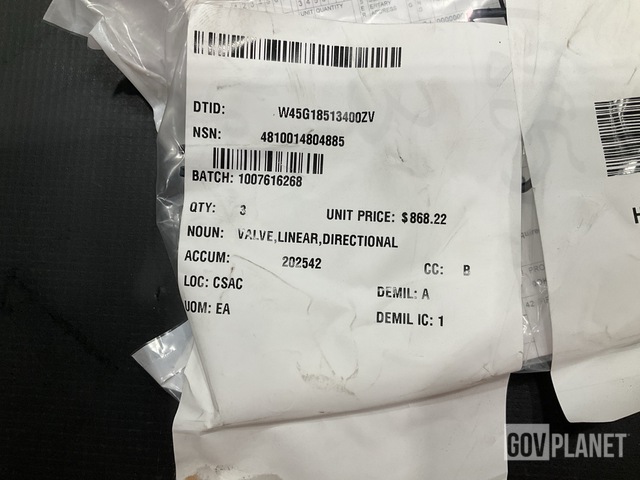 DTID: W45G18513400ZV
NSN: 4810014804885
BATCH: 1007616268
QTY: 3 UNIT PRICE: $868.22
NOUN: VALVE,LINEAR,DIRECTIONAL
ACCUM: 202542 CC: B
LOC: CSAC DEMIL: A
UOM: EA DEMIL IC: 1
GOVPLANET